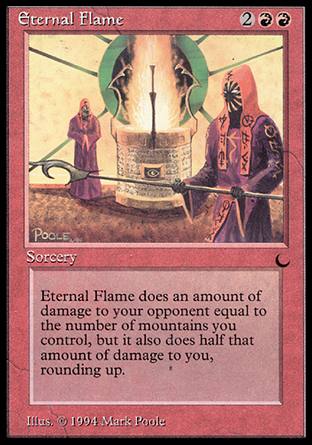 Eternal Flame 2
POOLE
Sorcery
Eternal Flame does an amount of
damage to your opponent equal to
the number of mountains you
control, but it also does half that
amount of damage to you,
rounding up.
Illus. © 1994 Mark Poole